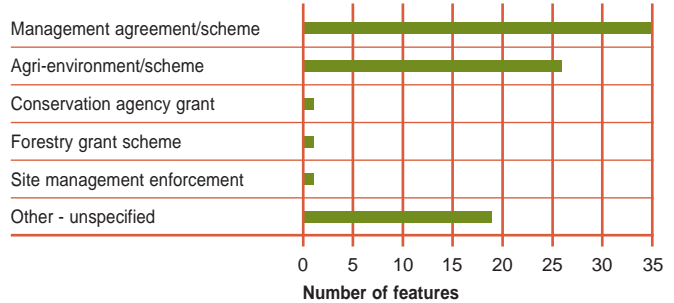 Management agreement/scheme
Agri-environment/scheme
Conservation agency grant
Forestry grant scheme
Site management enforcement
Other - unspecified
0 5 10 15 20 25 30 35
Number of features